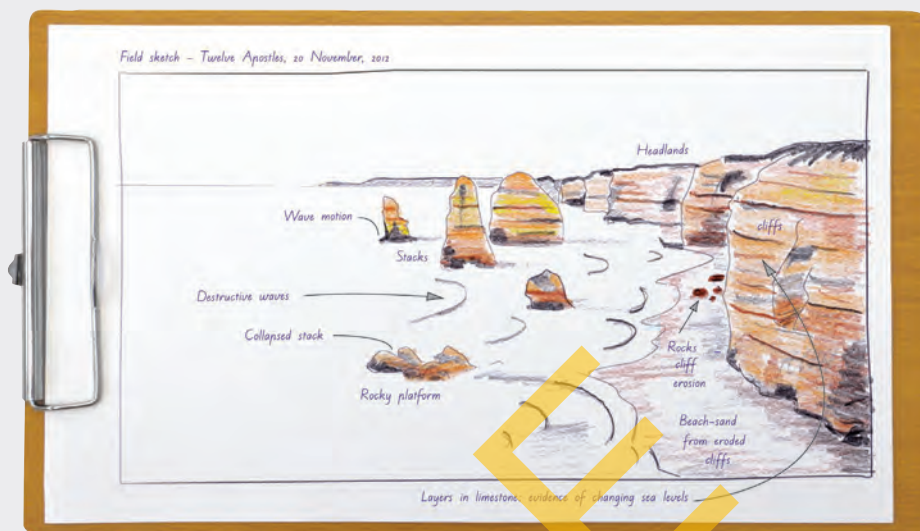 Field sketch – Twelve Apostles, 20 November, 2012
Headlands
Wave motion
cliffs
Stacks
Destructive waves
Collapsed stack
Rocks
cliff
erosion
Rocky platform
Beach-sand
from eroded
cliffs
Layers in limestone: evidence of changing sea levels